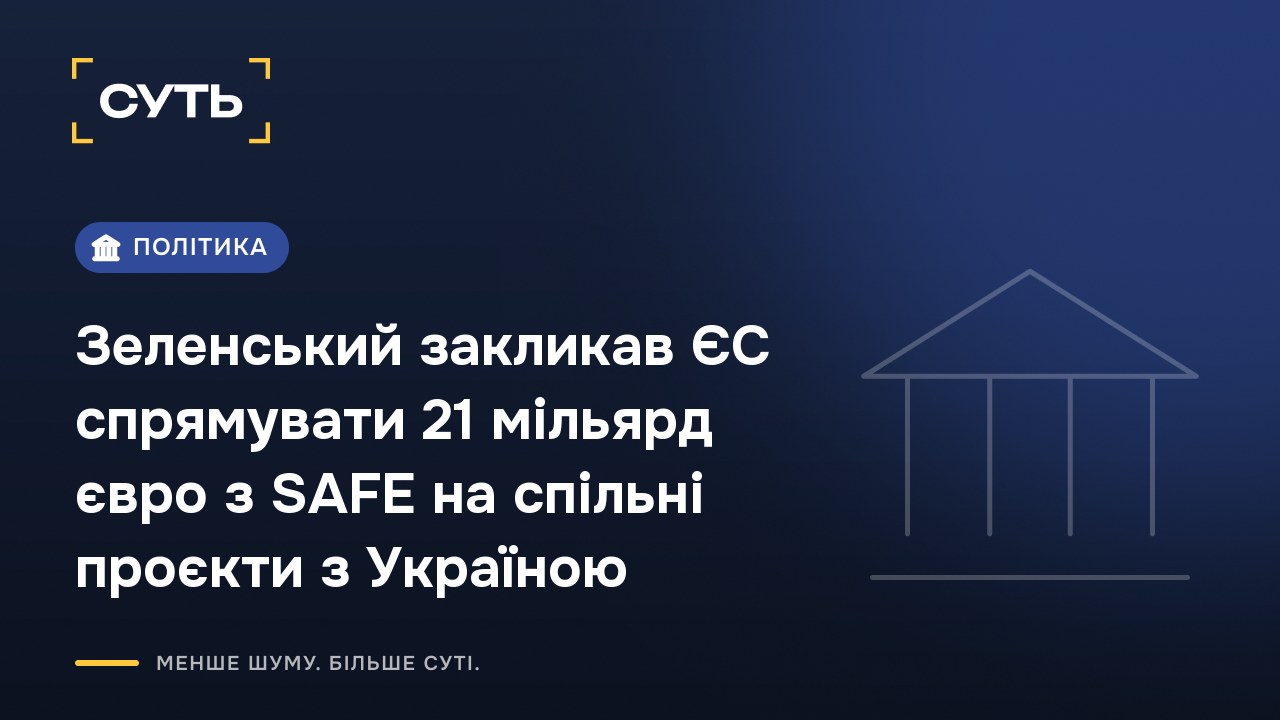 СУТЬ
ПОЛІТИКА
Зеленський закликав ЄС
спрямувати 21 мільярд
євро з SAFE на спільні
проєкти з Україною
МЕНШЕ ШУМУ. БІЛЬШЕ СУТІ.